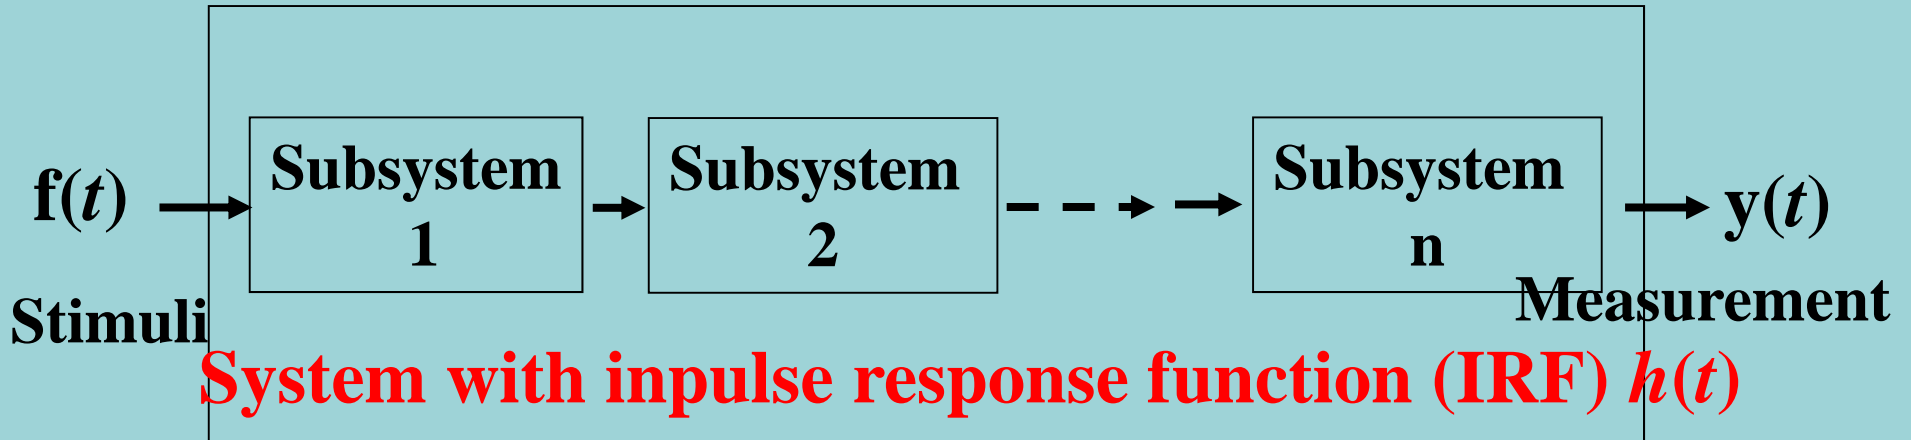 f(t)
Subsystem
1
Subsystem
2
Subsystem
n
y(t)
Stimuli
Measurement
System with inpulse response function (IRF) h(t)